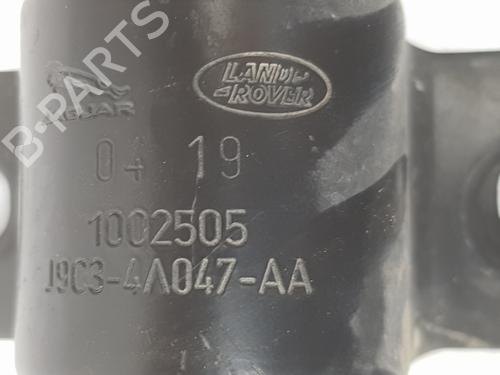 JAGUAR
LAND-
-ROVER
04 19
1002505
J9C3-4A047-AA
B-PARTS